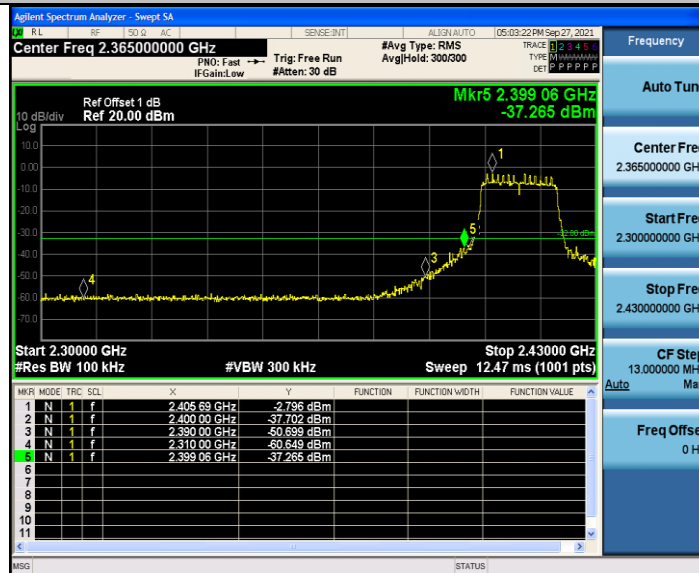 Agilent Spectrum Analyzer - Swept SA
RL RF 50 Ω AC SENSE:INT ALIGN AUTO 05:03:22 PM Sep 27, 2021
Center Freq 2.365000000 GHz
PNO: Fast
IFGain:Low
Trig: Free Run
#Atten: 30 dB
#Avg Type: RMS
Avg|Hold: 300/300
TRACE 1 2 3 4 5 6
TYPE M
DET P P P P P P
Ref Offset 1 dB
Ref 20.00 dBm
10 dB/div
Log
Mkr5 2.399 06 GHz
-37.265 dBm
10.0
0.00
-10.0
-20.0
-30.0
-40.0
-50.0
-60.0
-70.0
1
5
3
4
Start 2.30000 GHz Stop 2.43000 GHz
#Res BW 100 kHz #VBW 300 kHz Sweep 12.47 ms (1001 pts)
MKR MODE TRC SCL X Y FUNCTION FUNCTION WIDTH FUNCTION VALUE
1 N 1 f 2.405 69 GHz -2.796 dBm
2 N 1 f 2.400 00 GHz -37.702 dBm
3 N 1 f 2.390 00 GHz -50.699 dBm
4 N 1 f 2.310 00 GHz -60.649 dBm
5 N 1 f 2.399 06 GHz -37.265 dBm
6
7
8
9
10
11
MSG STATUS
Frequency
Auto Tun
Center Fre
2.365000000 GH
Start Fre
2.300000000 GH
Stop Fre
2.430000000 GH
CF Step
13.000000 MH
Auto Ma
Freq Offse
0 H